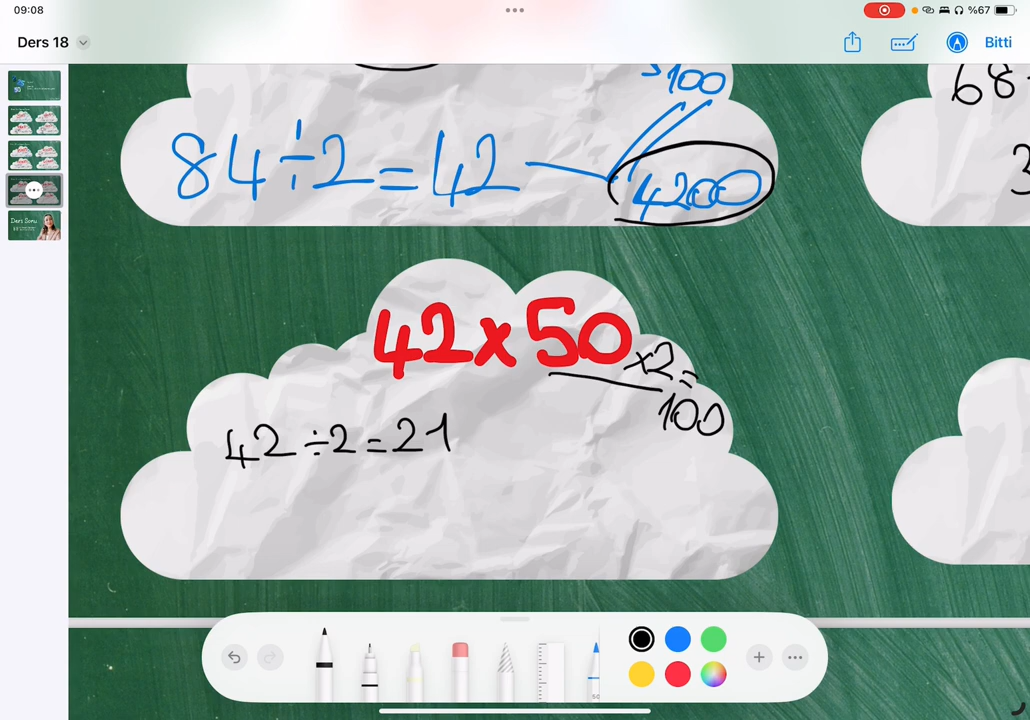 09:08
%67
Ders 18
Bitti
100
84÷2=42
4200
68
3
42x50
x2=
100
42÷2=21
Ders Sonu